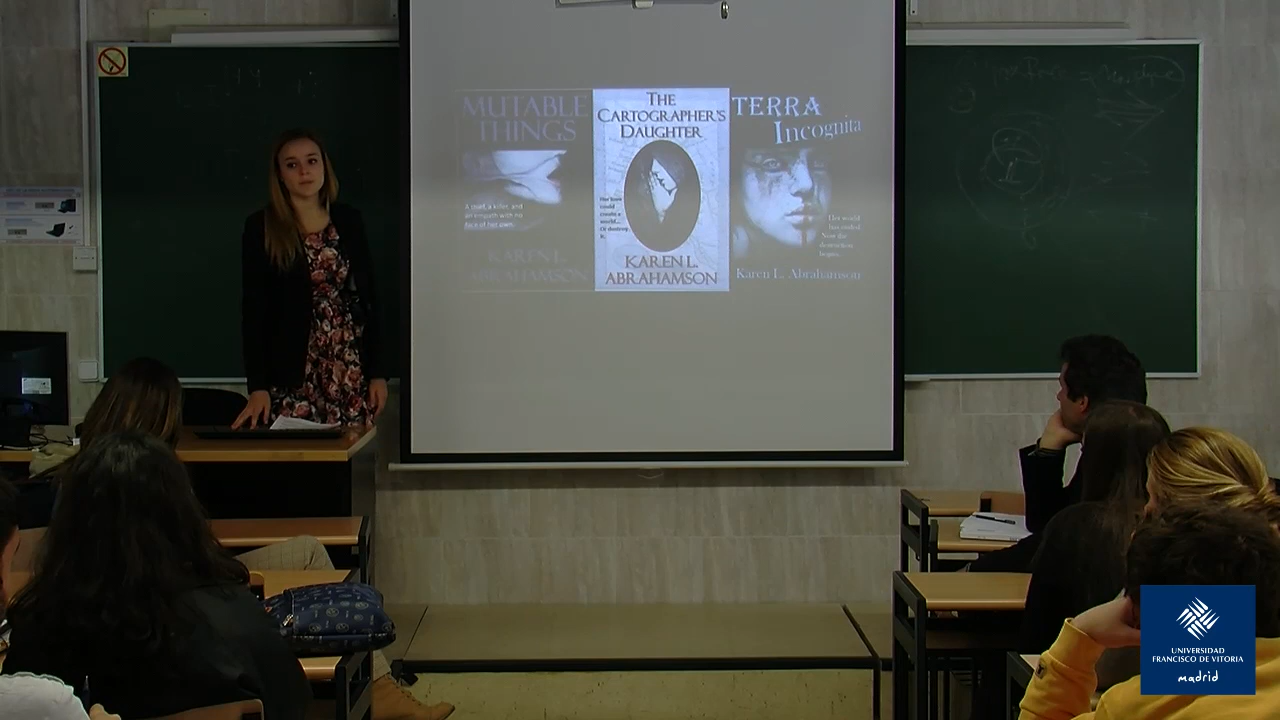 MUTABLE
THINGS
A thief, a killer, and
an empath with no
face of her own.
KAREN L.
ABRAHAMSON
THE
CARTOGRAPHER'S
DAUGHTER
Her love
could
create a
world...
Or destroy
it.
KAREN L.
ABRAHAMSON
TERRA
Incognita
Her world
has ended
Now the
destruction
begins
Karen L. Abrahamson
UNIVERSIDAD
FRANCISCO DE VITORIA
madrid